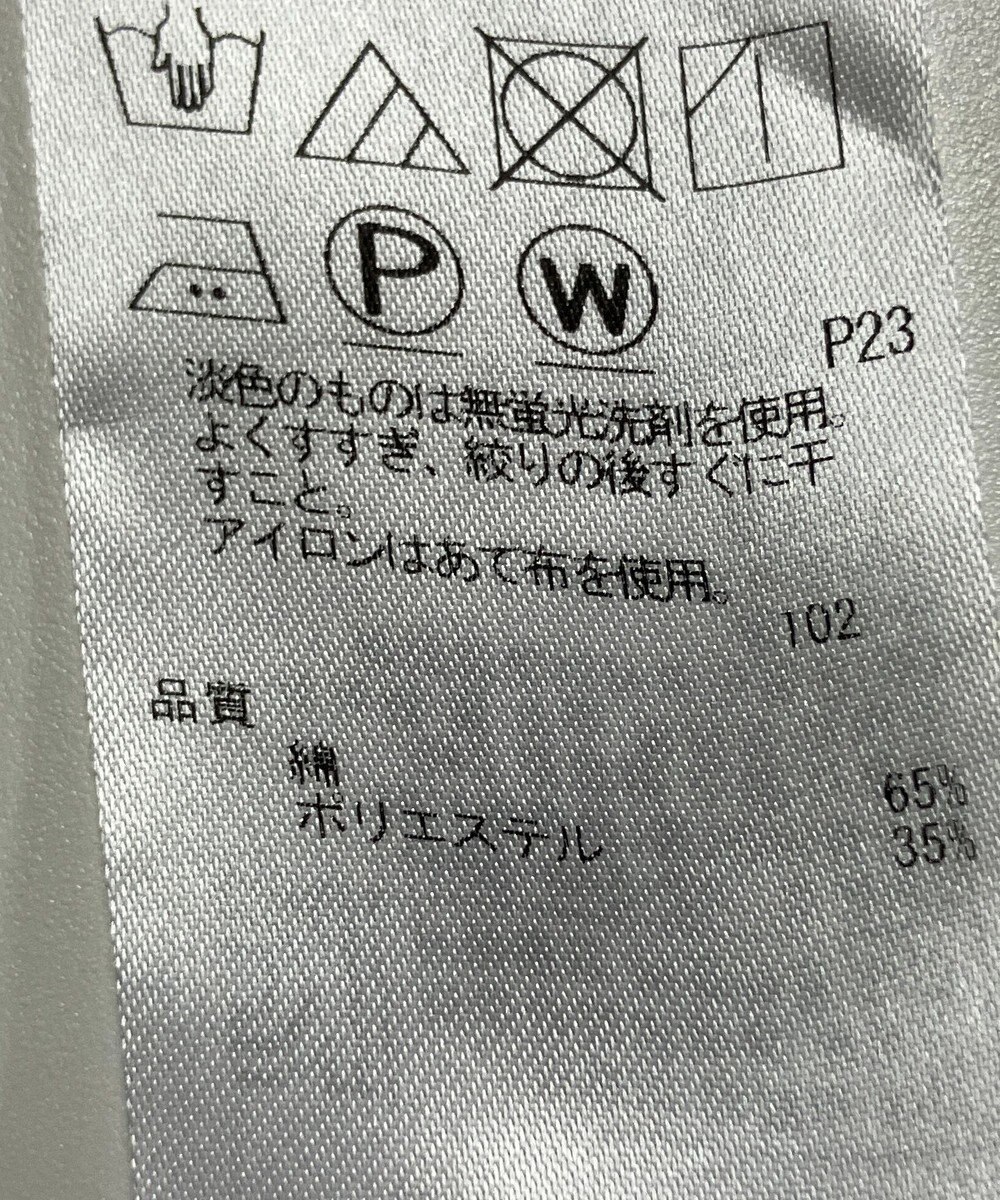 P
W
P23
淡色のものは無蛍光洗剤を使用。
よくすすぎ、絞りの後すぐに干
すこと。
アイロンはあて布を使用。
102
品質
綿
65%
ポリエステル
35%